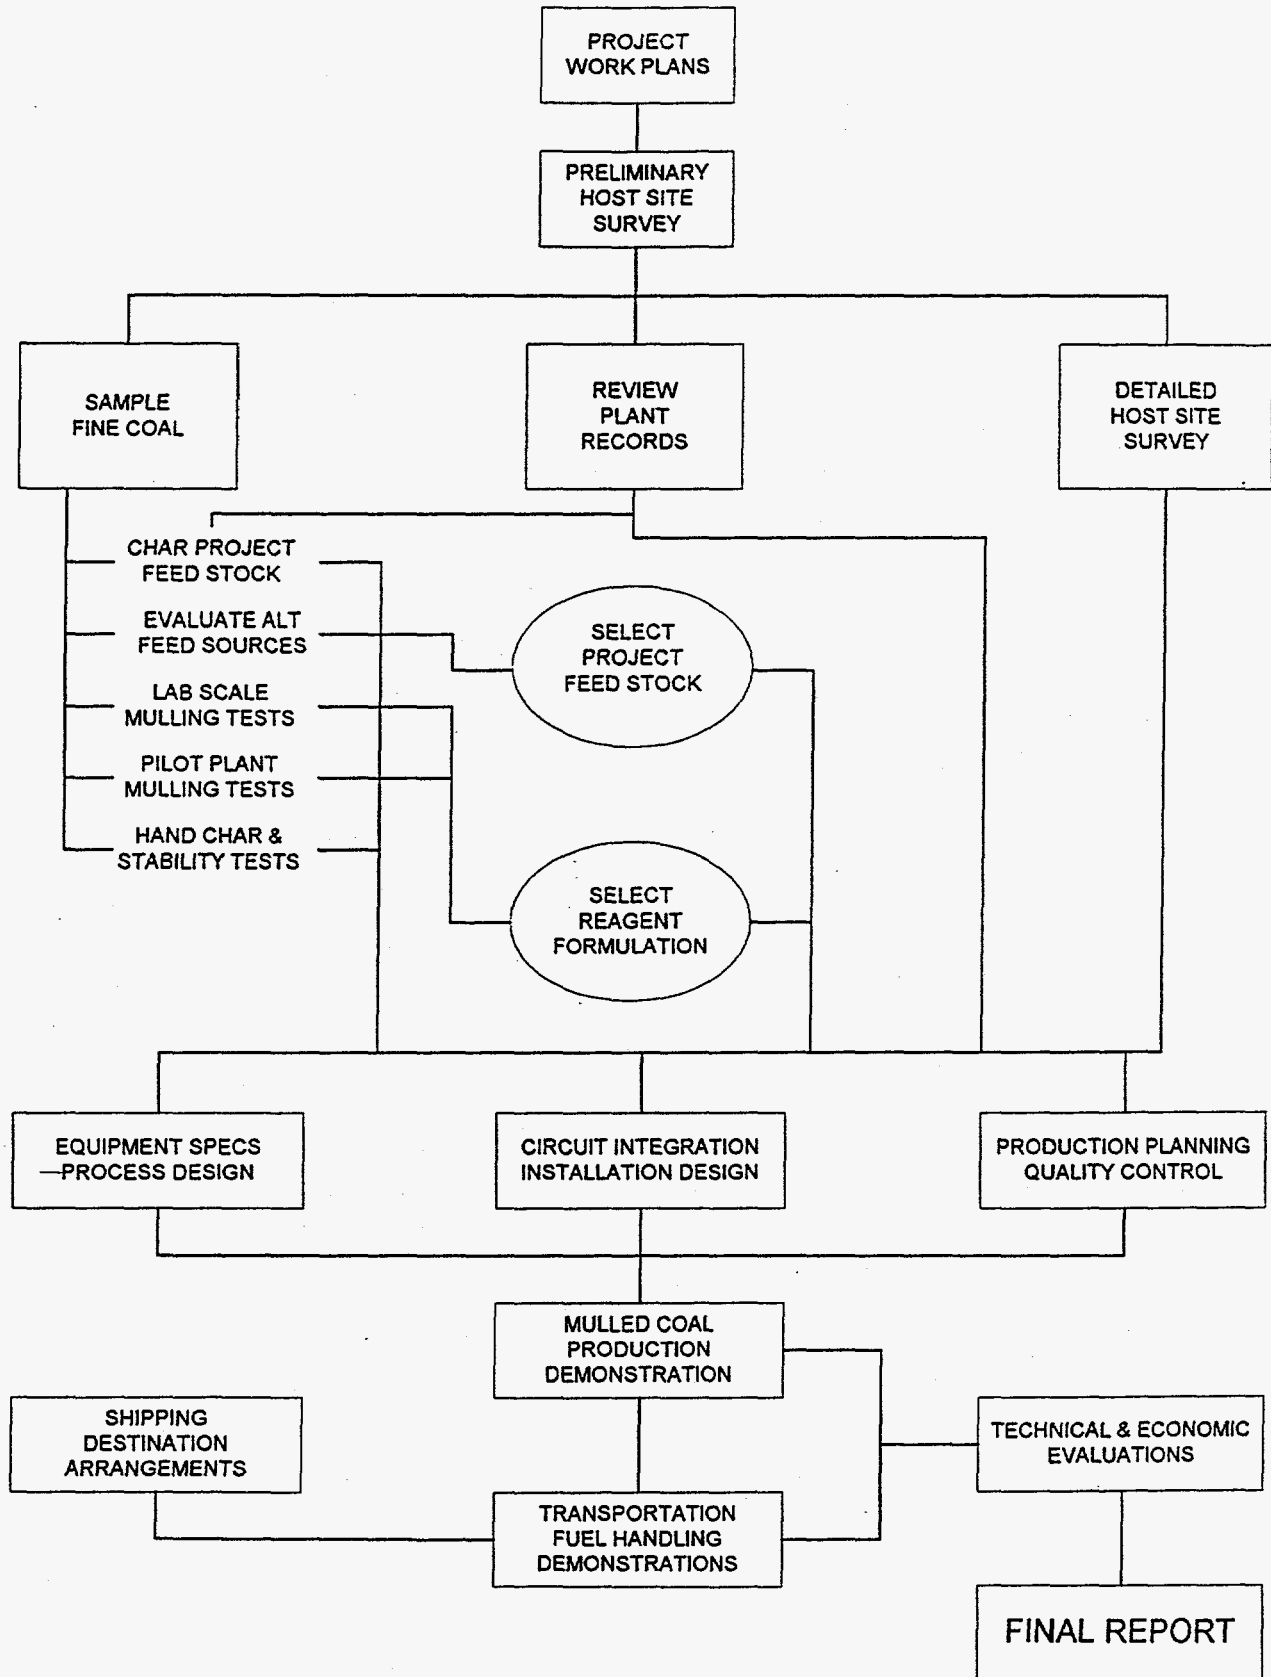 PROJECT
WORK PLANS
PRELIMINARY
HOST SITE
SURVEY
SAMPLE
FINE COAL
REVIEW
PLANT
RECORDS
DETAILED
HOST SITE
SURVEY
CHAR PROJECT
FEED STOCK
EVALUATE ALT
FEED SOURCES
LAB SCALE
MULLING TESTS
PILOT PLANT
MULLING TESTS
HAND CHAR &
STABILITY TESTS
SELECT
PROJECT
FEED STOCK
SELECT
REAGENT
FORMULATION
EQUIPMENT SPECS
—PROCESS DESIGN
CIRCUIT INTEGRATION
INSTALLATION DESIGN
PRODUCTION PLANNING
QUALITY CONTROL
MULLED COAL
PRODUCTION
DEMONSTRATION
SHIPPING
DESTINATION
ARRANGEMENTS
TECHNICAL & ECONOMIC
EVALUATIONS
TRANSPORTATION
FUEL HANDLING
DEMONSTRATIONS
FINAL REPORT